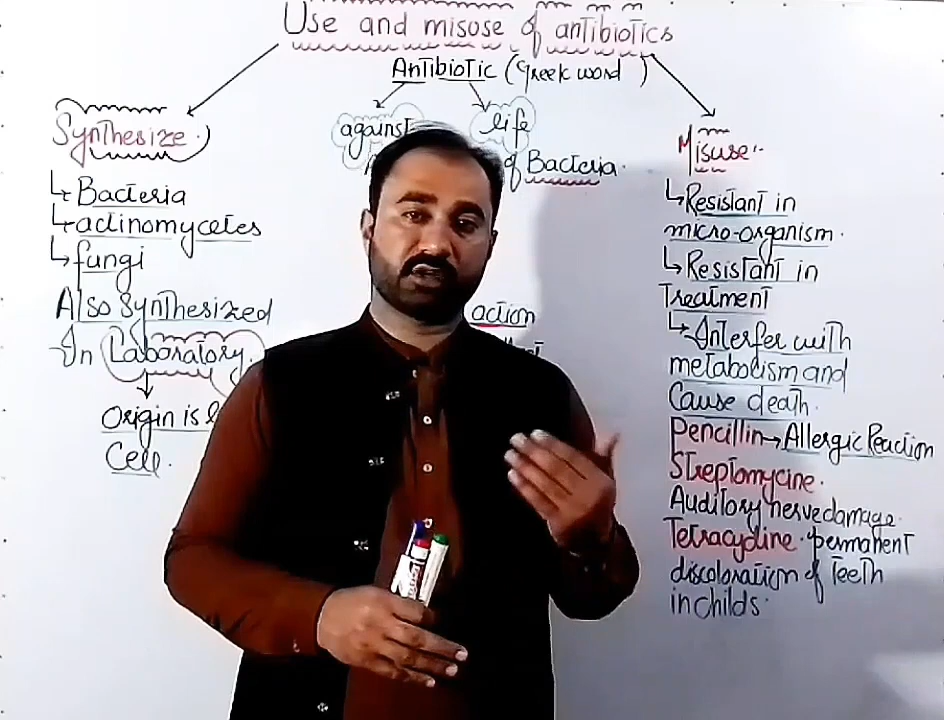 Use and misose of antibiotics
Antibiotic (Greek word)
against life
of Bacteria.
action
Synthesize.
Bacteria
actinomycetes
fungi
Also Synthesized
In Laboratory.
Origin is
Cell.
Misuse..
Resistant in
micro-organism.
Resistant in
Treatment
Interfer with
metabolism and
Cause death.
Pencillin → Allergic Reaction
Streptomycine.
Auditory nerve damage.
Tetracycline. permanent
discoloration of Teeth
in childs.